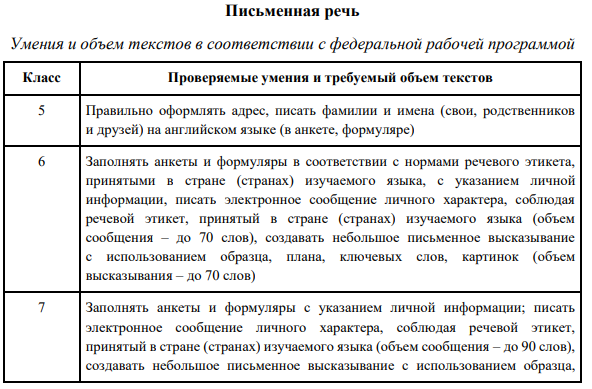 Письменная речь
Умения и объем текстов в соответствии с федеральной рабочей программой
Класс Проверяемые умения и требуемый объем текстов
5 Правильно оформлять адрес, писать фамилии и имена (свои, родственников
и друзей) на английском языке (в анкете, формуляре)
6 Заполнять анкеты и формуляры в соответствии с нормами речевого этикета,
принятыми в стране (странах) изучаемого языка, с указанием личной
информации, писать электронное сообщение личного характера, соблюдая
речевой этикет, принятый в стране (странах) изучаемого языка (объем
сообщения – до 70 слов), создавать небольшое письменное высказывание
с использованием образца, плана, ключевых слов, картинок (объем
высказывания – до 70 слов)
7 Заполнять анкеты и формуляры с указанием личной информации; писать
электронное сообщение личного характера, соблюдая речевой этикет,
принятый в стране (странах) изучаемого языка (объем сообщения – до 90 слов),
создавать небольшое письменное высказывание с использованием образца,